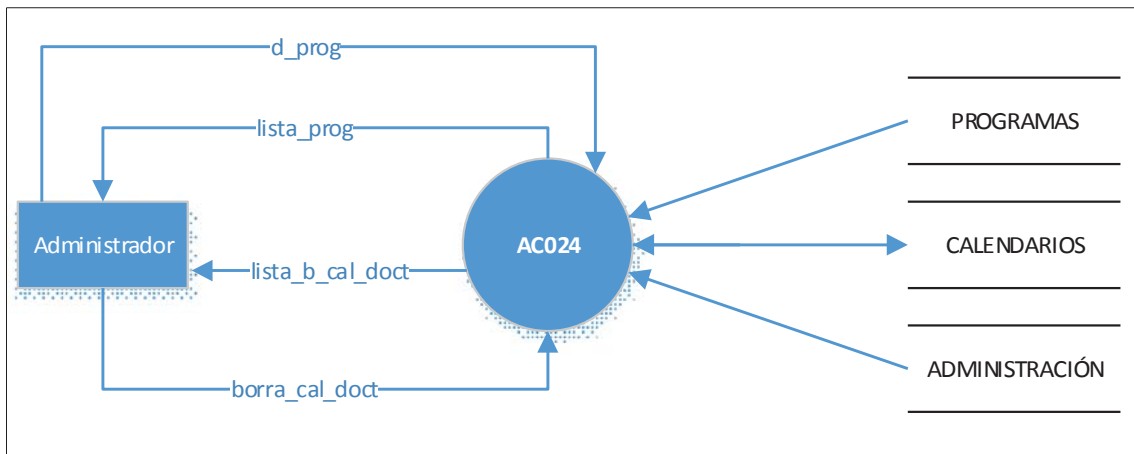 d_prog
lista_prog
PROGRAMAS
Administrador
AC024
CALENDARIOS
lista_b_cal_doct
ADMINISTRACIÓN
borra_cal_doct